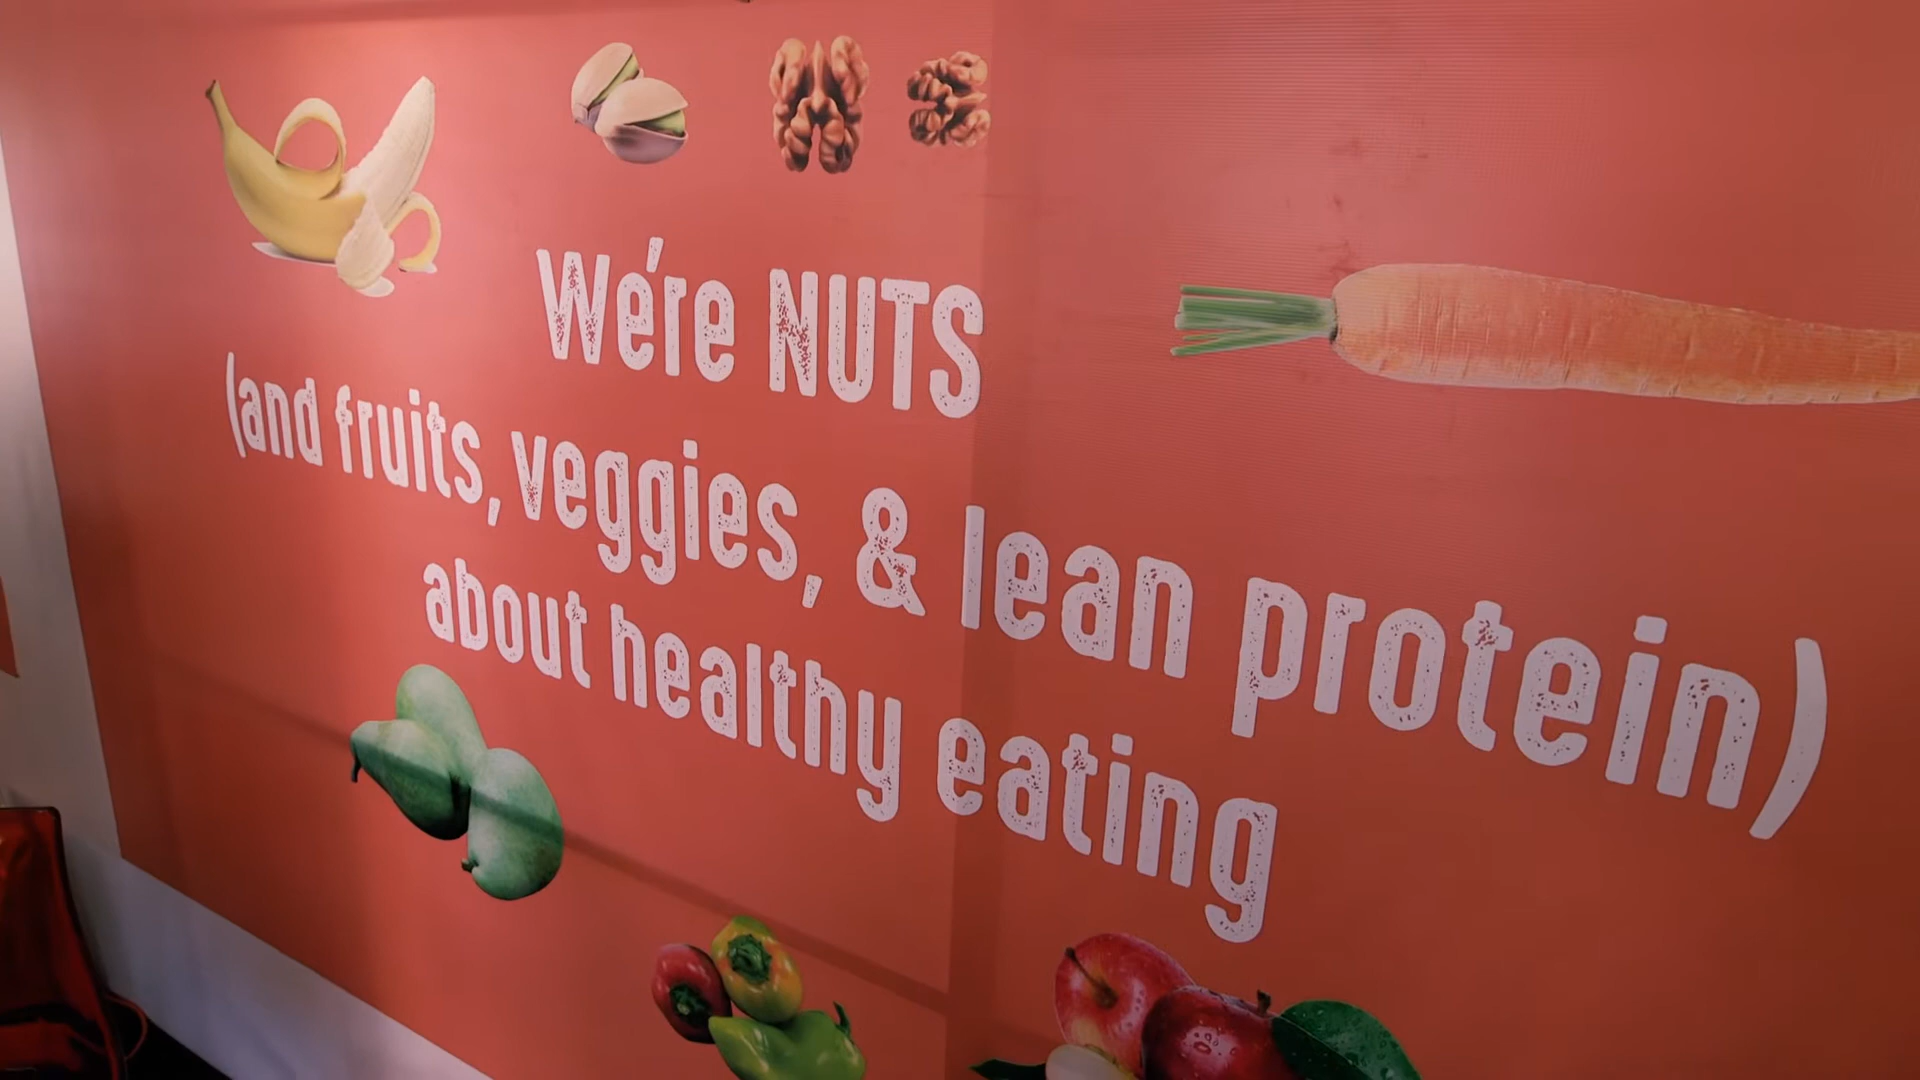 We're NUTS
(and fruits, veggies, & lean protein)
about healthy eating